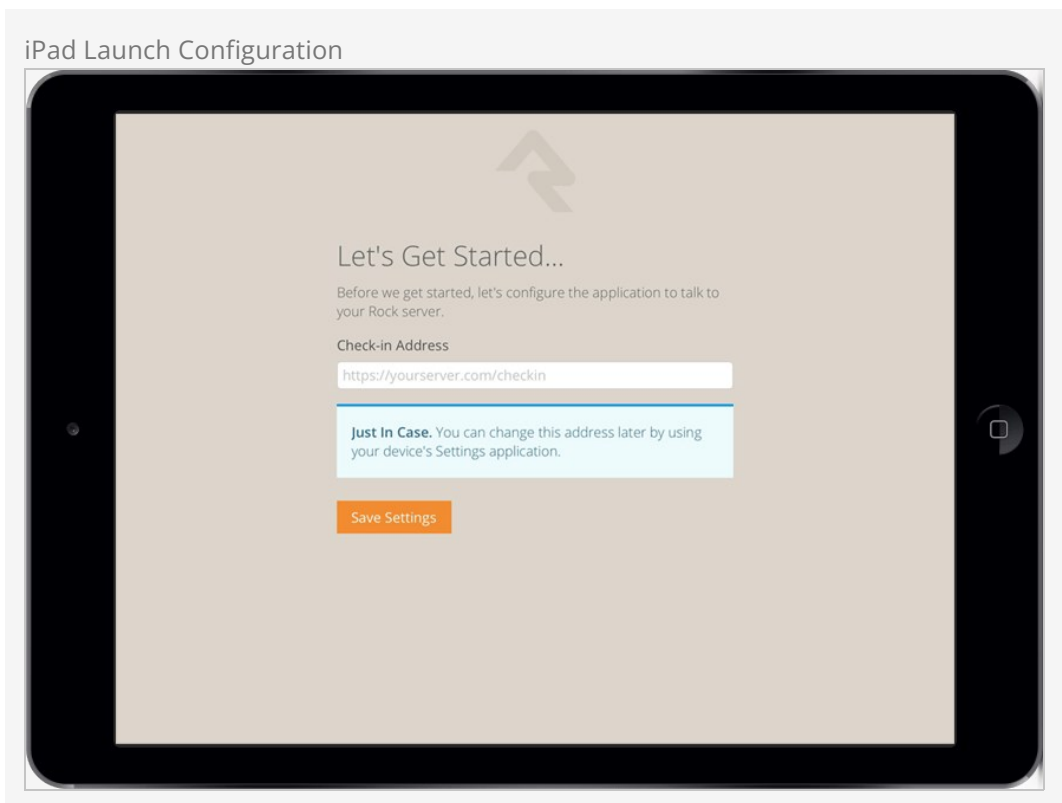 iPad Launch Configuration
Let's Get Started...
Before we get started, let's configure the application to talk to
your Rock server.
Check-in Address
https://yourserver.com/checkin
Just In Case. You can change this address later by using
your device's Settings application.
Save Settings